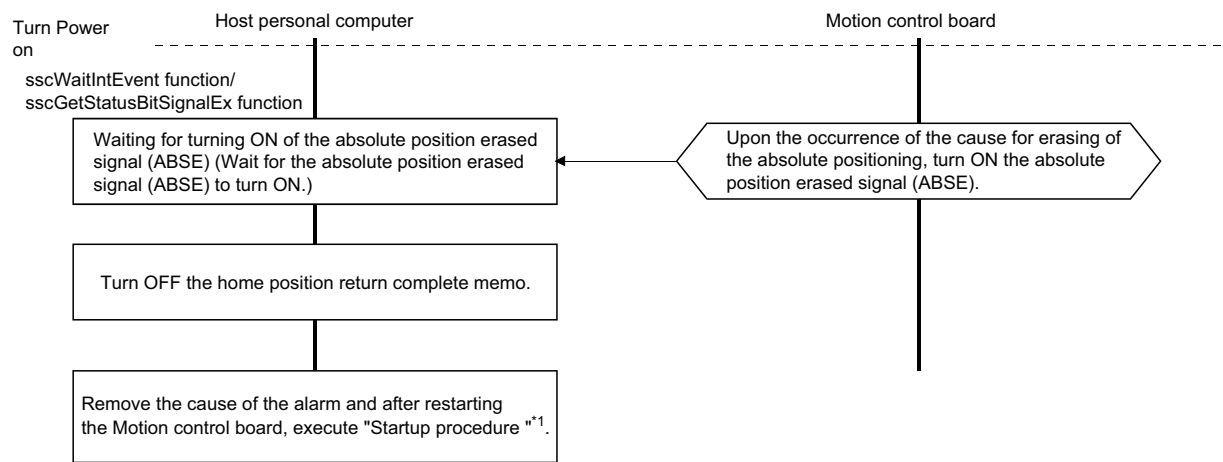 Turn Power
on
Host personal computer
Motion control board
sscWaitIntEvent function/
sscGetStatusBitSignalEx function
Waiting for turning ON of the absolute position erased
signal (ABSE) (Wait for the absolute position erased
signal (ABSE) to turn ON.)
Upon the occurrence of the cause for erasing of
the absolute positioning, turn ON the absolute
position erased signal (ABSE).
Turn OFF the home position return complete memo.
Remove the cause of the alarm and after restarting
the Motion control board, execute "Startup procedure "*1.